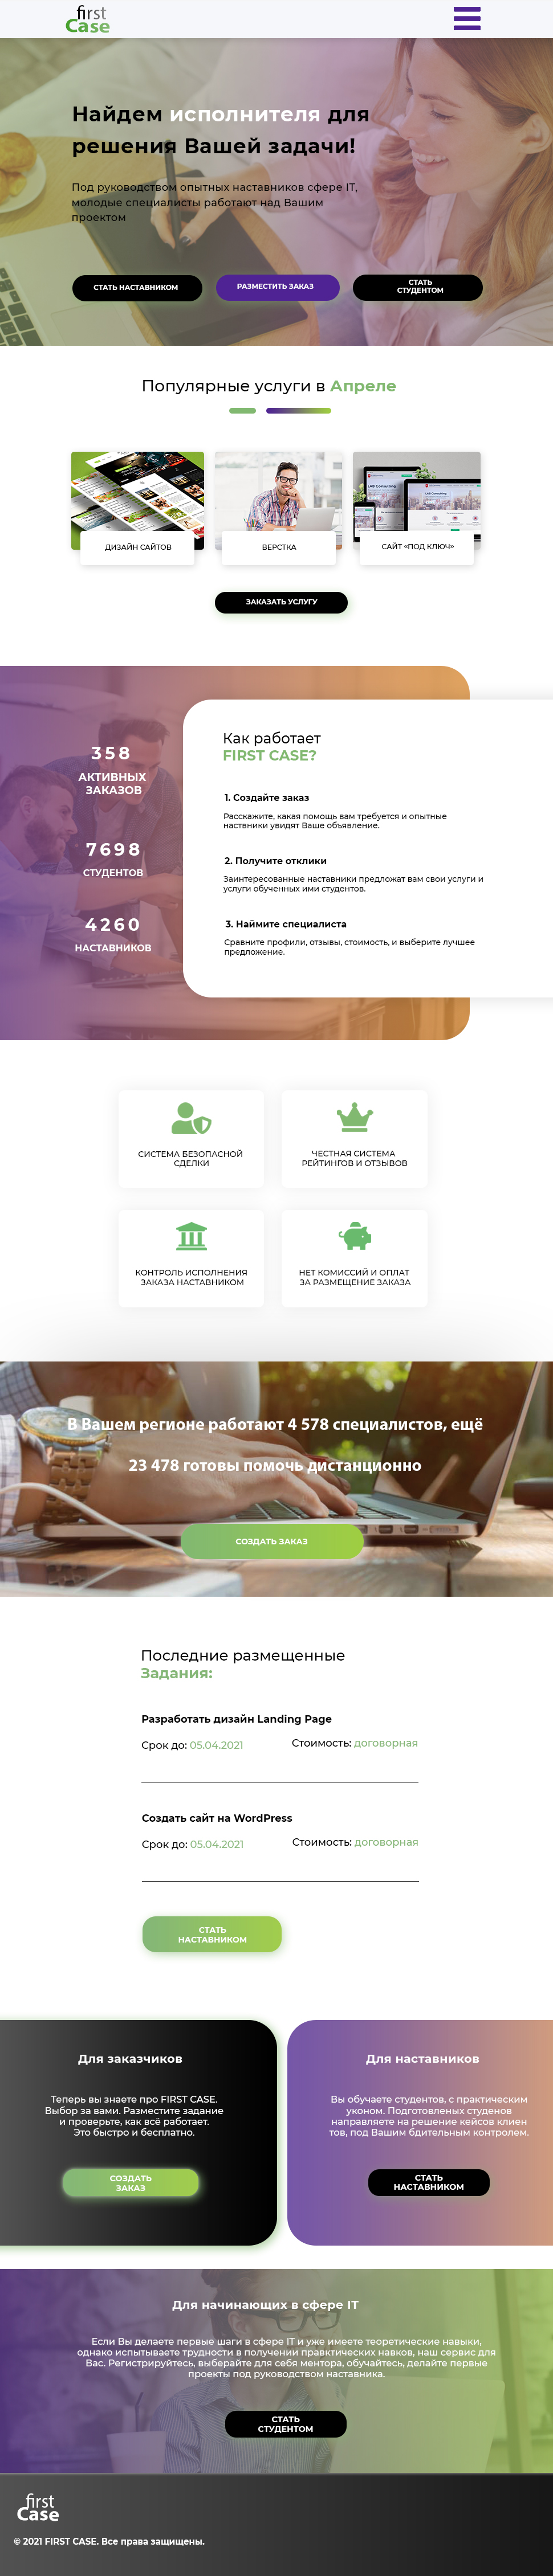 first
Case
Найдем исполнителя для
решения Вашей задачи!
Под руководством опытных наставников сфере IT,
молодые специалисты работают над Вашим
проектом
СТАТЬ НАСТАВНИКОМ
РАЗМЕСТИТЬ ЗАКАЗ
СТАТЬ
СТУДЕНТОМ
Популярные услуги в Апреле
ДИЗАЙН САЙТОВ
ВЕРСТКА
САЙТ «ПОД КЛЮЧ»
ЗАКАЗАТЬ УСЛУГУ
358
АКТИВНЫХ
ЗАКАЗОВ
7698
СТУДЕНТОВ
4260
НАСТАВНИКОВ
Как работает
FIRST CASE?
1. Создайте заказ
Расскажите, какая помощь вам требуется и опытные
наствники увидят Ваше объявление.
2. Получите отклики
Заинтересованные наставники предложат вам свои услуги и
услуги обученных ими студентов.
3. Наймите специалиста
Сравните профили, отзывы, стоимость, и выберите лучшее
предложение.
СИСТЕМА БЕЗОПАСНОЙ
СДЕЛКИ
ЧЕСТНАЯ СИСТЕМА
РЕЙТИНГОВ И ОТЗЫВОВ
КОНТРОЛЬ ИСПОЛНЕНИЯ
ЗАКАЗА НАСТАВНИКОМ
НЕТ КОМИССИЙ И ОПЛАТ
ЗА РАЗМЕЩЕНИЕ ЗАКАЗА
В Вашем регионе работают 4 578 специалистов, ещё
23 478 готовы помочь дистанционно
СОЗДАТЬ ЗАКАЗ
Последние размещенные
Задания:
Разработать дизайн Landing Page
Срок до: 05.04.2021
Стоимость: договорная
Создать сайт на WordPress
Срок до: 05.04.2021
Стоимость: договорная
СТАТЬ
НАСТАВНИКОМ
Для заказчиков
Теперь вы знаете про FIRST CASE.
Выбор за вами. Разместите задание
и проверьте, как всё работает.
Это быстро и бесплатно.
СОЗДАТЬ
ЗАКАЗ
Для наставников
Вы обучаете студентов, с практическим
уконом. Подготовленых студенов
направляете на решение кейсов клиен
тов, под Вашим бдительным контролем.
СТАТЬ
НАСТАВНИКОМ
Для начинающих в сфере IT
Если Вы делаете первые шаги в сфере IT и уже имеете теоретические навыки,
однако испытываете трудности в получении правктических навков, наш сервис для
Вас. Регистрируйтесь, выберайте для себя ментора, обучайтесь, делайте первые
проекты под руководством наставника.
СТАТЬ
СТУДЕНТОМ
first
Case
© 2021 FIRST CASE. Все права защищены.